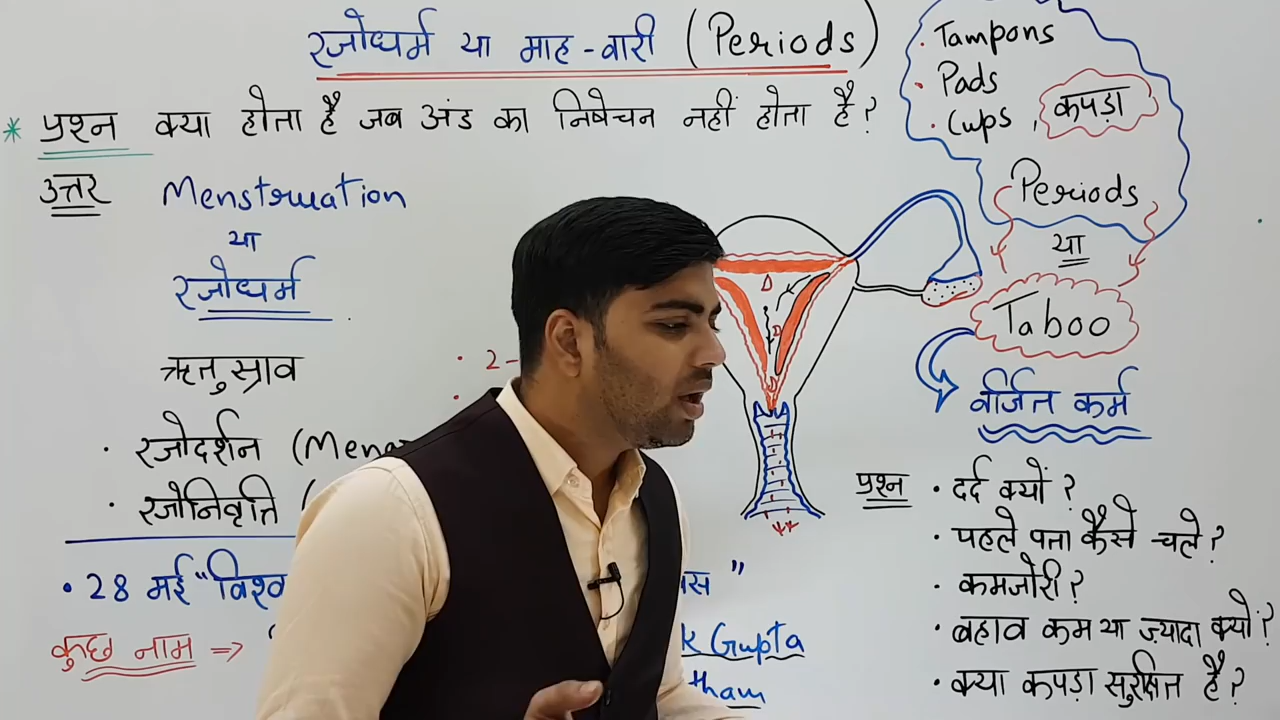 रजोधर्म या माह-वारी (Periods)
* प्रश्न क्या होता है जब अंड का निषेचन नहीं होता है?
उत्तर Menstruation
या
रजोधर्म
ऋतुस्राव
• रजोदर्शन (Mena
• रजोनिवृत्ति (
• 28 मई "विश्व
"
कुछ नाम ⇒ "
Gupta
• 2-
• Tampons
• Pads
• Cups, कपड़ा
Periods
या
Taboo
वर्जित कर्म
प्रश्न • दर्द क्यों?
• पहले पता कैसे चले?
• कमजोरी?
• बहाव कम या ज़्यादा क्यों?
• क्या कपड़ा सुरक्षित है?